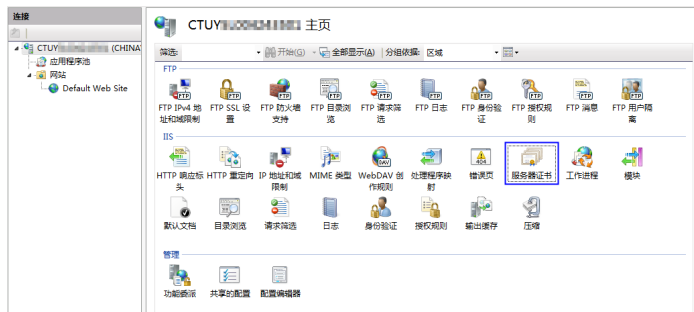 连接
CTUY (CHINA
应用程序池
网站
Default Web Site
CTUY 主页
筛选: 开始(G) 全部显示(A) 分组依据: 区域
FTP
FTP IPv4 地 FTP SSL 设 FTP 防火墙 FTP 目录浏 FTP 请求筛 FTP 日志 FTP 身份验 FTP 授权规 FTP 消息 FTP 用户隔
址和域限制 置 支持 览 选 证 则 离
IIS
HTTP 响应标 HTTP 重定向 IP 地址和域 MIME 类型 WebDAV 创 处理程序映 错误页 服务器证书 工作进程 模块
头 限制 作规则 射
默认文档 目录浏览 请求筛选 日志 身份验证 授权规则 输出缓存 压缩
管理
功能委派 共享的配置 配置编辑器